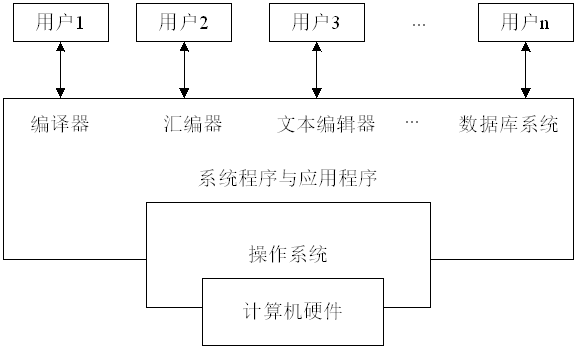 用户1 用户2 用户3 … 用户n
编译器 汇编器 文本编辑器 … 数据库系统
系统程序与应用程序
操作系统
计算机硬件